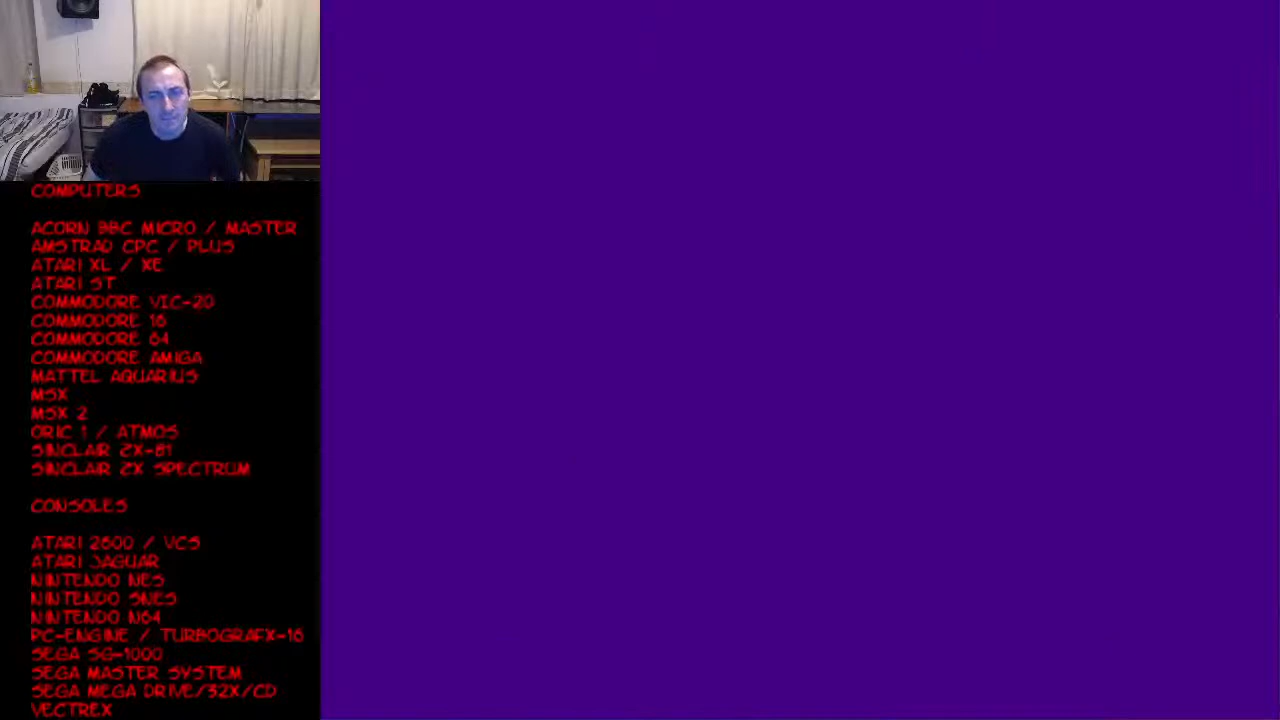 COMPUTERS
ACORN BBC MICRO / MASTER
AMSTRAD CPC / PLUS
ATARI XL / XE
ATARI ST
COMMODORE VIC-20
COMMODORE 16
COMMODORE 64
COMMODORE AMIGA
MATTEL AQUARIUS
MSX
MSX 2
ORIC 1 / ATMOS
SINCLAIR ZX-81
SINCLAIR ZX SPECTRUM
CONSOLES
ATARI 2600 / VCS
ATARI JAGUAR
NINTENDO NES
NINTENDO SNES
NINTENDO N64
PC-ENGINE / TURBOGRAFX-16
SEGA SG-1000
SEGA MASTER SYSTEM
SEGA MEGA DRIVE/32X/CD
VECTREX